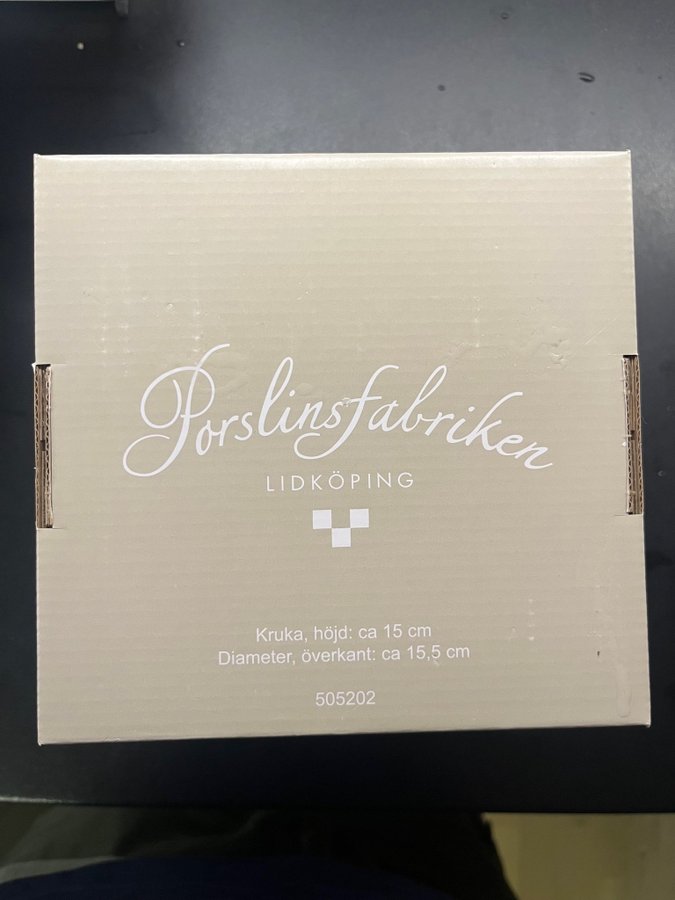 Porslinsfabriken
LIDKÖPING
Kruka, höjd: ca 15 cm
Diameter, överkant: ca 15,5 cm
505202